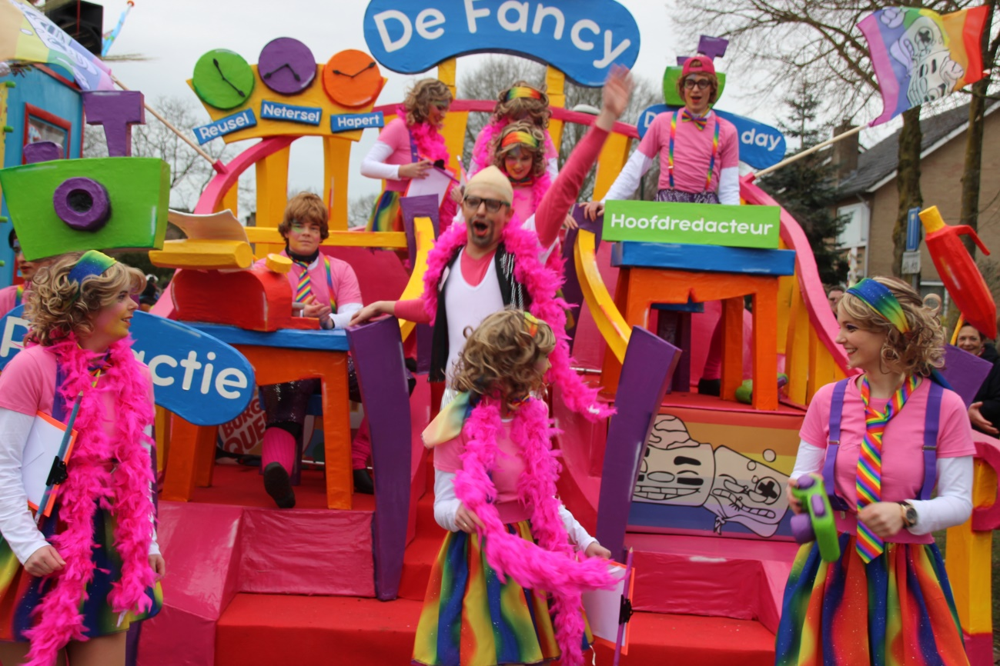 De Fancy
Reusel
Netersel
Hapert
day
Hoofdredacteur
ctie